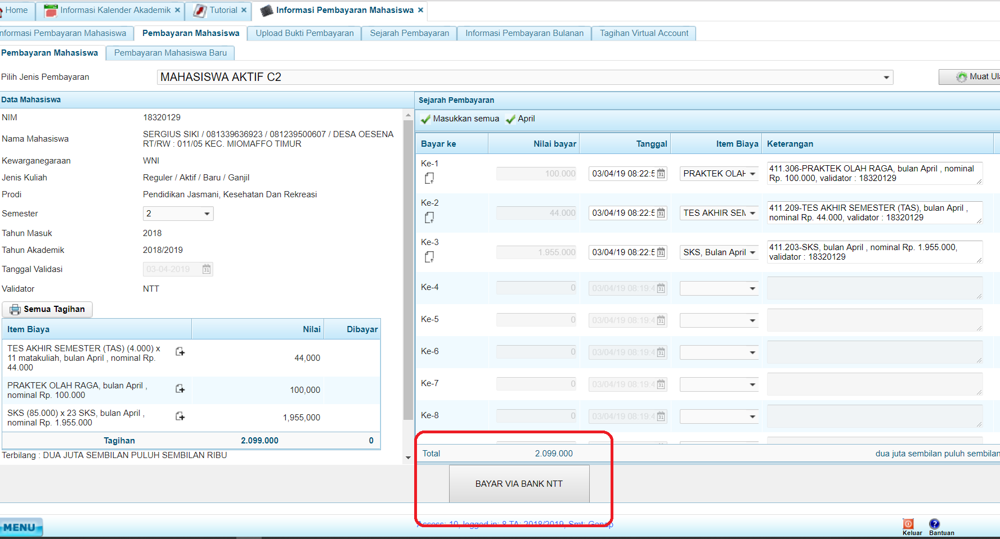 Home
Informasi Kalender Akademik
Tutorial
Informasi Pembayaran Mahasiswa
nformasi Pembayaran Mahasiswa
Pembayaran Mahasiswa
Upload Bukti Pembayaran
Sejarah Pembayaran
Informasi Pembayaran Bulanan
Tagihan Virtual Account
Pembayaran Mahasiswa
Pembayaran Mahasiswa Baru
Pilih Jenis Pembayaran
MAHASISWA AKTIF C2
Muat Ula
Data Mahasiswa
NIM 18320129
Nama Mahasiswa
SERGIUS SIKI / 081339636923 / 081239500607 / DESA OESENA
RT/RW : 011/05 KEC. MIOMAFFO TIMUR
Kewarganegaraan WNI
Jenis Kuliah Reguler / Aktif / Baru / Ganjil
Prodi Pendidikan Jasmani, Kesehatan Dan Rekreasi
Semester 2
Tahun Masuk 2018
Tahun Akademik 2018/2019
Tanggal Validasi 03-04-2019
Validator NTT
Semua Tagihan
Item Biaya Nilai Dibayar
TES AKHIR SEMESTER (TAS) (4.000) x
11 matakuliah, bulan April , nominal Rp.
44.000
44,000
PRAKTEK OLAH RAGA, bulan April ,
nominal Rp. 100.000
100,000
SKS (85.000) x 23 SKS, bulan April ,
nominal Rp. 1.955.000
1,955,000
Tagihan 2.099.000 0
Terbilang : DUA JUTA SEMBILAN PULUH SEMBILAN RIBU
Sejarah Pembayaran
Masukkan semua April
Bayar ke Nilai bayar Tanggal Item Biaya Keterangan
Ke-1 100.000 03/04/19 08:22:5 PRAKTEK OLAH
411.306-PRAKTEK OLAH RAGA, bulan April , nominal
Rp. 100.000, validator : 18320129
Ke-2 44.000 03/04/19 08:22:5 TES AKHIR SEM
411.209-TES AKHIR SEMESTER (TAS), bulan April ,
nominal Rp. 44.000, validator : 18320129
Ke-3 1.955.000 03/04/19 08:22:5 SKS, Bulan April
411.203-SKS, bulan April , nominal Rp. 1.955.000,
validator : 18320129
Ke-4 0 03/04/19 08:19:4
Ke-5 0 03/04/19 08:19:4
Ke-6 0 03/04/19 08:19:4
Ke-7 0 03/04/19 08:19:4
Ke-8 0 03/04/19 08:19:4
Total 2.099.000 dua juta sembilan puluh sembilan
BAYAR VIA BANK NTT
Access: 10, logged in: 8 TA: 2018/2019, Smt: Genap
MENU
Keluar
Bantuan